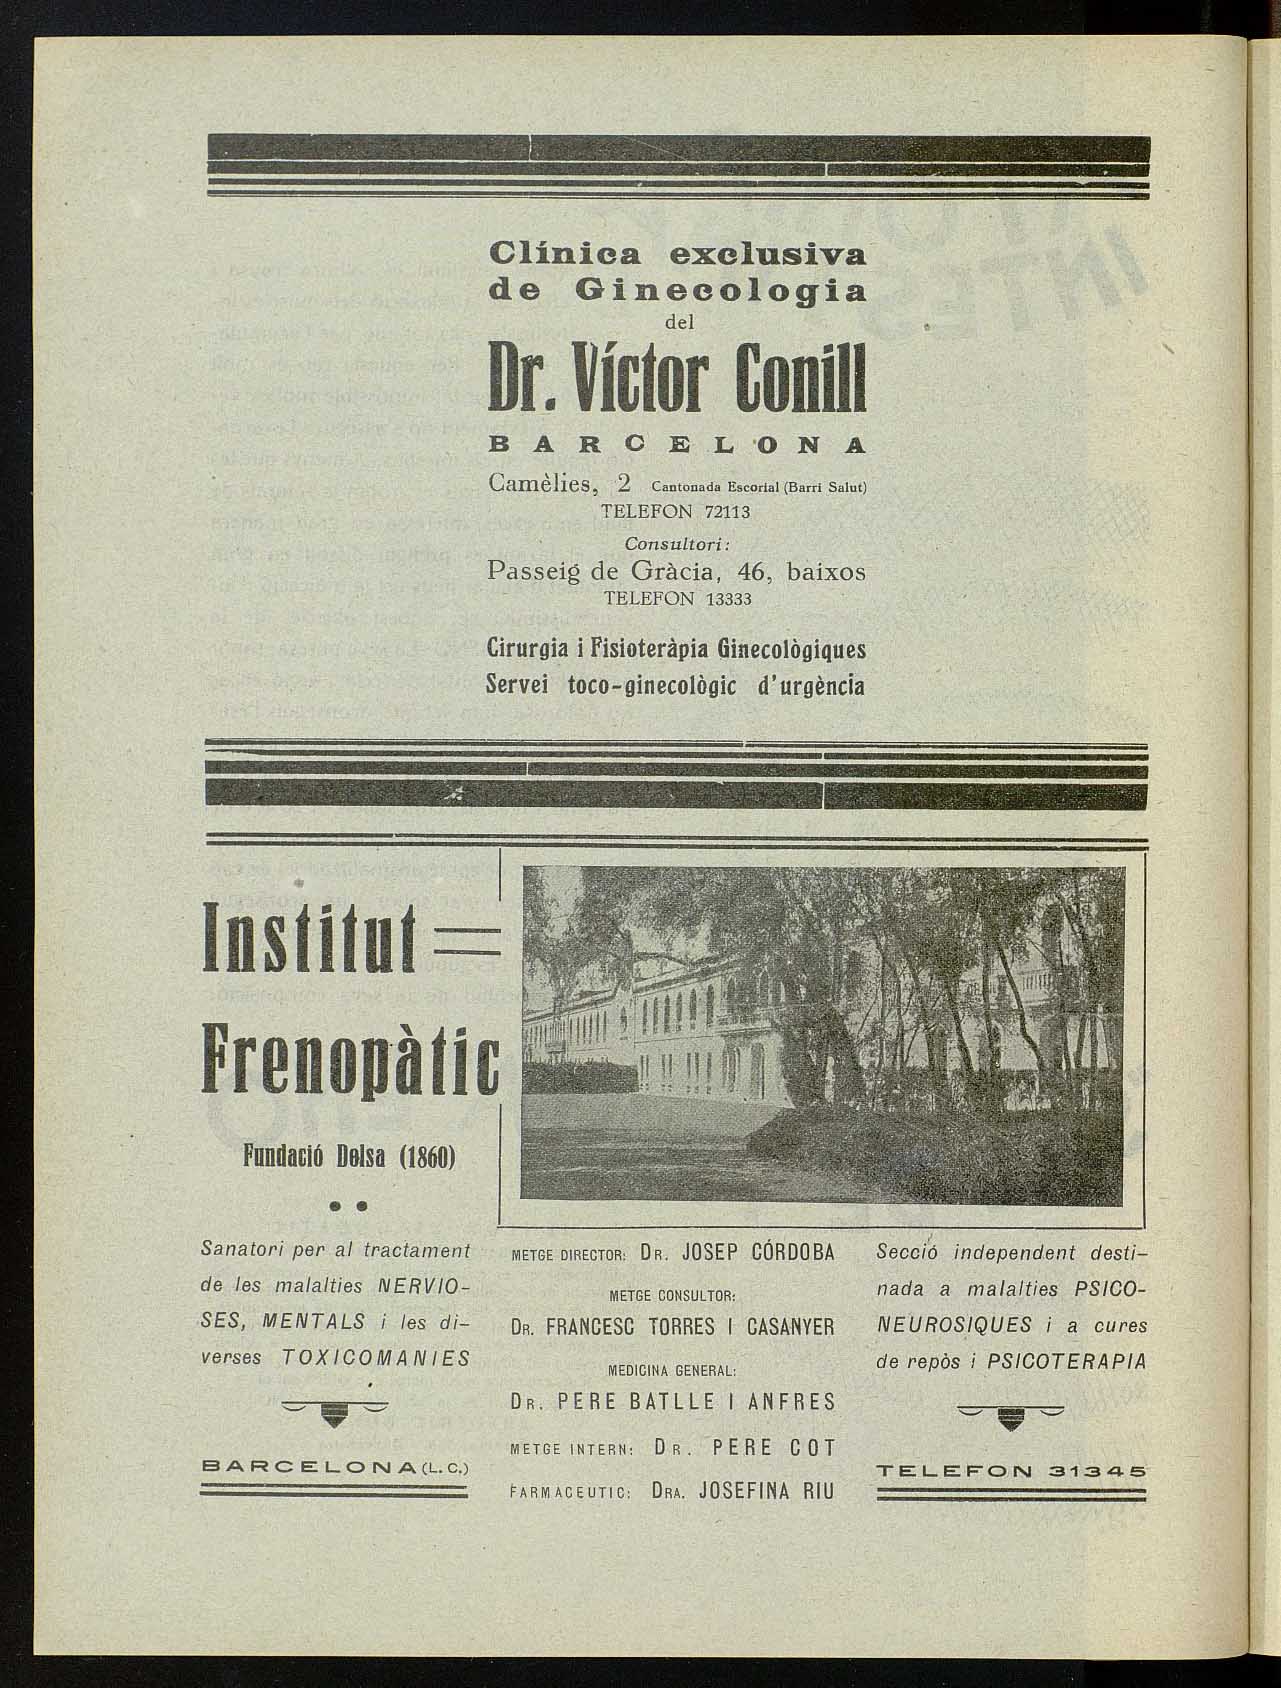 Clínica exclusiva
de Ginecologia
del
Dr. Víctor Conill
BARCELONA
Camèlies, 2 Cantonada Escorial (Barri Salut)
TELEFON 72113
Consultori:
Passeig de Gràcia, 46, baixos
TELEFON 13333
Cirurgia i Fisioteràpia Ginecològiques
Servei toco-ginecològic d'urgència
Institut
Frenopàtic
Fundació Dolsa (1860)
Sanatori per al tractament
de les malalties NERVIO-
SES, MENTALS i les di-
verses TOXICOMANIES
BARCELONA (L. C.)
METGE DIRECTOR: DR. JOSEP CÓRDOBA
METGE CONSULTOR:
DR. FRANCESC TORRES I CASANYER
MEDICINA GENERAL:
DR. PERE BATLLE I ANFRES
METGE INTERN: DR. PERE COT
FARMACEUTIC: DRA. JOSEFINA RIU
Secció independent desti-
nada a malalties PSICO-
NEUROSIQUES i a cures
de repòs i PSICOTERAPIA
TELEFON 31345